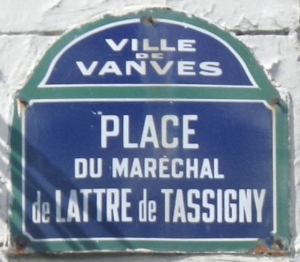 VILLE
DE
VANVES
PLACE
DU MARÉCHAL
de LATTRE de TASSIGNY